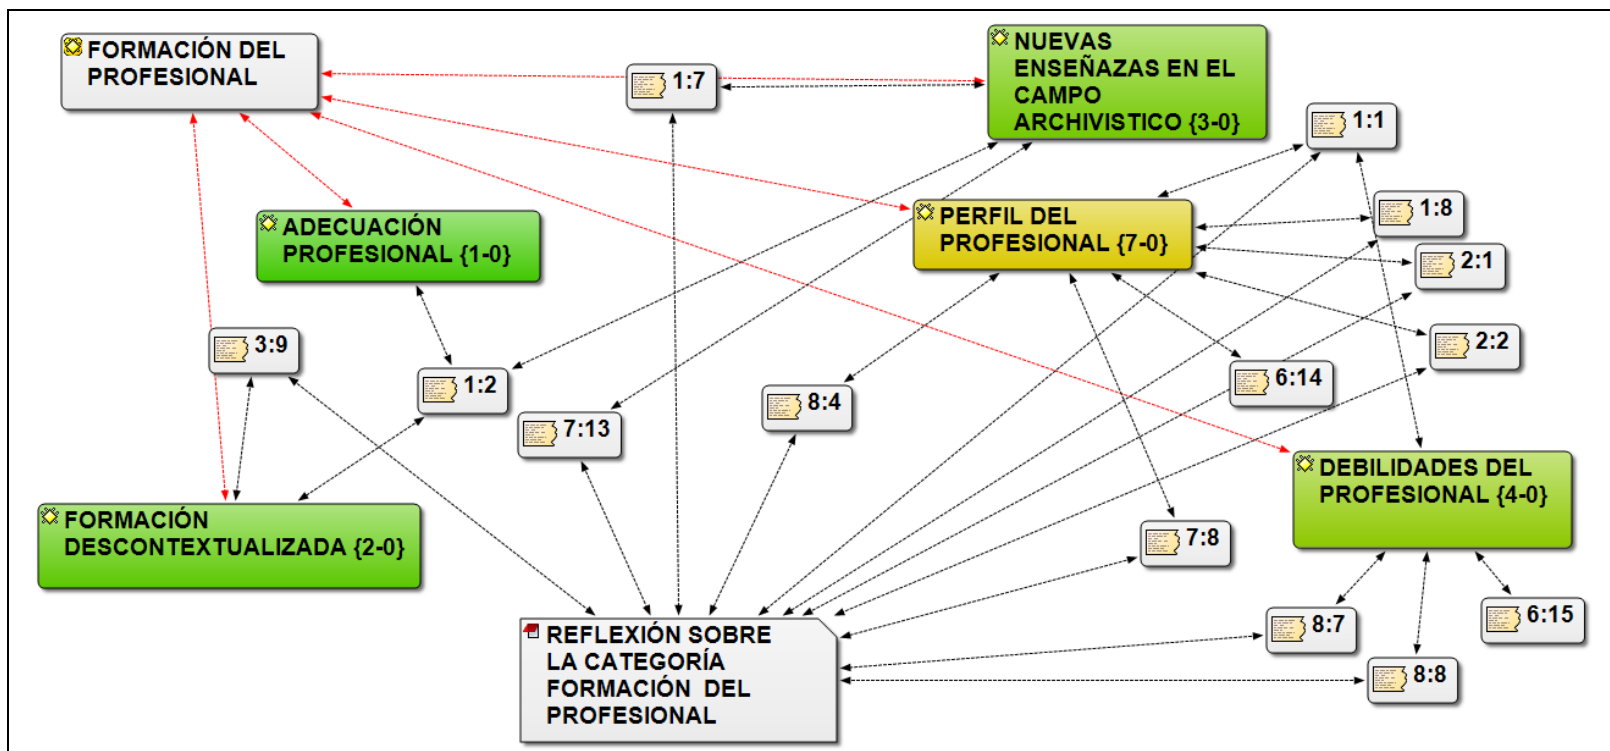 FORMACIÓN DEL
PROFESIONAL
1:7
NUEVAS
ENSEÑAZAS EN EL
CAMPO
ARCHIVISTICO {3-0}
1:1
ADECUACIÓN
PROFESIONAL {1-0}
PERFIL DEL
PROFESIONAL {7-0}
1:8
2:1
2:2
3:9
1:2
7:13
8:4
6:14
FORMACIÓN
DESCONTEXTUALIZADA {2-0}
DEBILIDADES DEL
PROFESIONAL {4-0}
7:8
8:7
6:15
8:8
REFLEXIÓN SOBRE
LA CATEGORÍA
FORMACIÓN DEL
PROFESIONAL